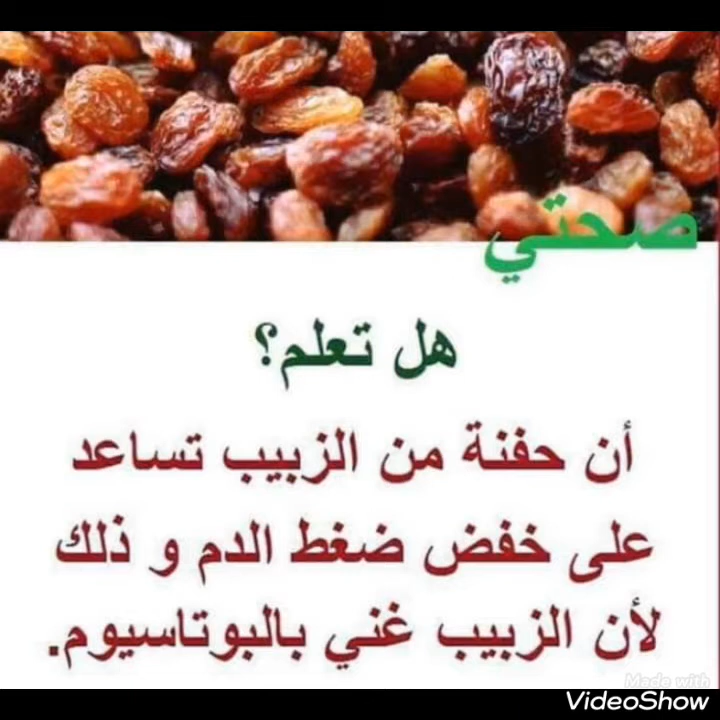 صحتي
هل تعلم؟
أن حفنة من الزبيب تساعد
على خفض ضغط الدم و ذلك
لأن الزبيب غني بالبوتاسيوم.
Made with
VideoShow